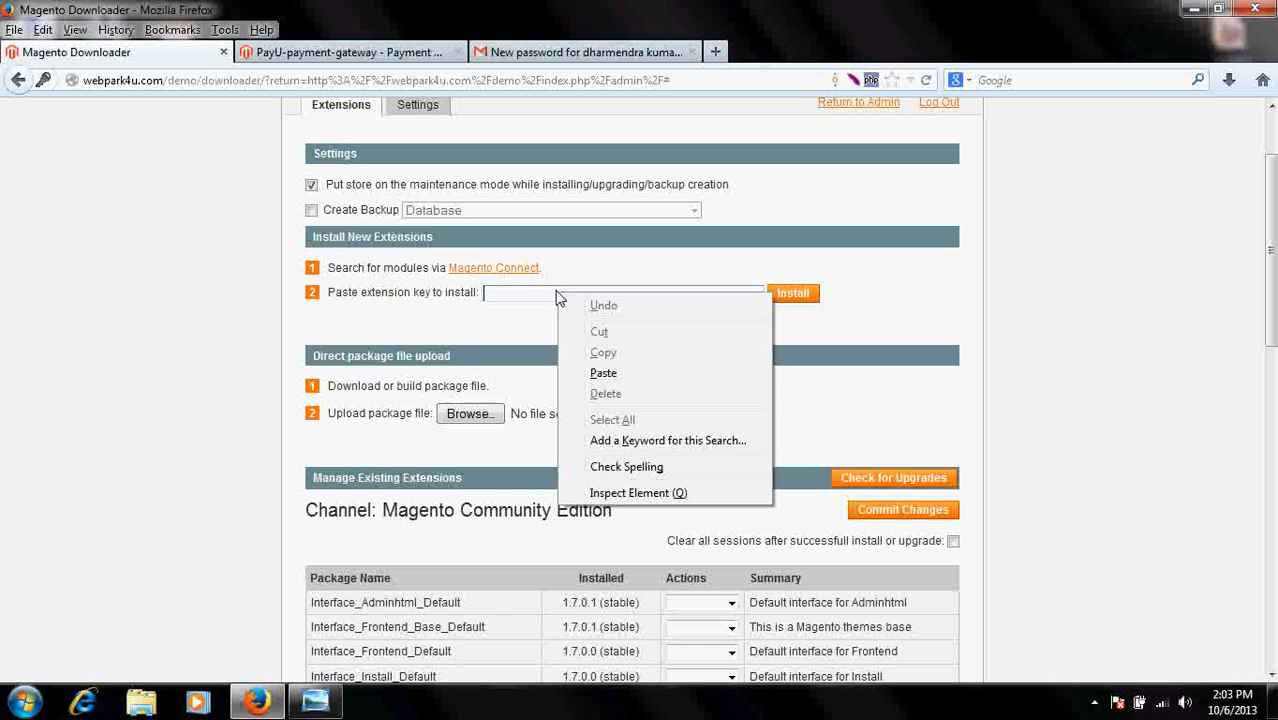 Magento Downloader - Mozilla Firefox
File Edit View History Bookmarks Tools Help
Magento Downloader × PayU-payment-gateway - Payment ... × New password for dharmendra kuma... × +
webpark4u.com/demo/downloader/?return=http%3A%2F%2Fwebpark4u.com%2Fdemo%2Findex.php%2Fadmin%2F# php Google
Extensions Settings Return to Admin Log Out
Settings
Put store on the maintenance mode while installing/upgrading/backup creation
Create Backup Database
Install New Extensions
1 Search for modules via Magento Connect.
2 Paste extension key to install: Install
Undo
Cut
Copy
Paste
Delete
Select All
Add a Keyword for this Search...
Check Spelling
Inspect Element (Q)
Direct package file upload
1 Download or build package file.
2 Upload package file: Browse.. No file
Manage Existing Extensions Check for Upgrades
Channel: Magento Community Edition Commit Changes
Clear all sessions after successfull install or upgrade:
Package Name Installed Actions Summary
Interface_Adminhtml_Default 1.7.0.1 (stable) Default interface for Adminhtml
Interface_Frontend_Base_Default 1.7.0.1 (stable) This is a Magento themes base
Interface_Frontend_Default 1.7.0.0 (stable) Default interface for Frontend
Interface_Install_Default 1.7.0.0 (stable) Default interface for Install
2:03 PM
10/6/2013